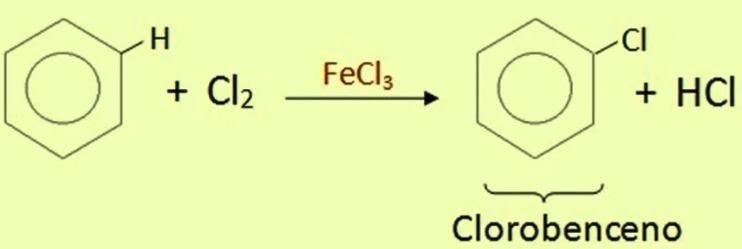 H
+ Cl₂
FeCl₃
Cl
+ HCl
Clorobenceno